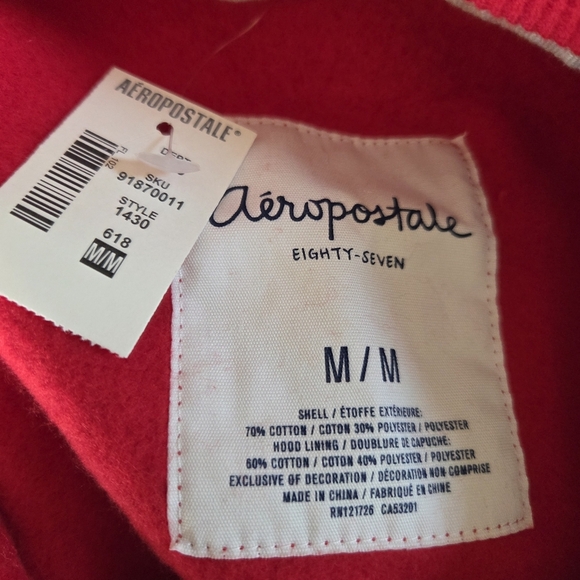 AÉROPOSTALE®
DEPT
SKU
91870011
STYLE
1430
618
M/M
aéropostale
EIGHTY-SEVEN
M / M
SHELL / ÉTOFFE EXTÉRIEURE:
70% COTTON / COTON 30% POLYESTER / POLYESTER
HOOD LINING / DOUBLURE DE CAPUCHE:
60% COTTON / COTON 40% POLYESTER / POLYESTER
EXCLUSIVE OF DECORATION / DÉCORATION NON COMPRISE
MADE IN CHINA / FABRIQUÉ EN CHINE
RN121726 CA53201